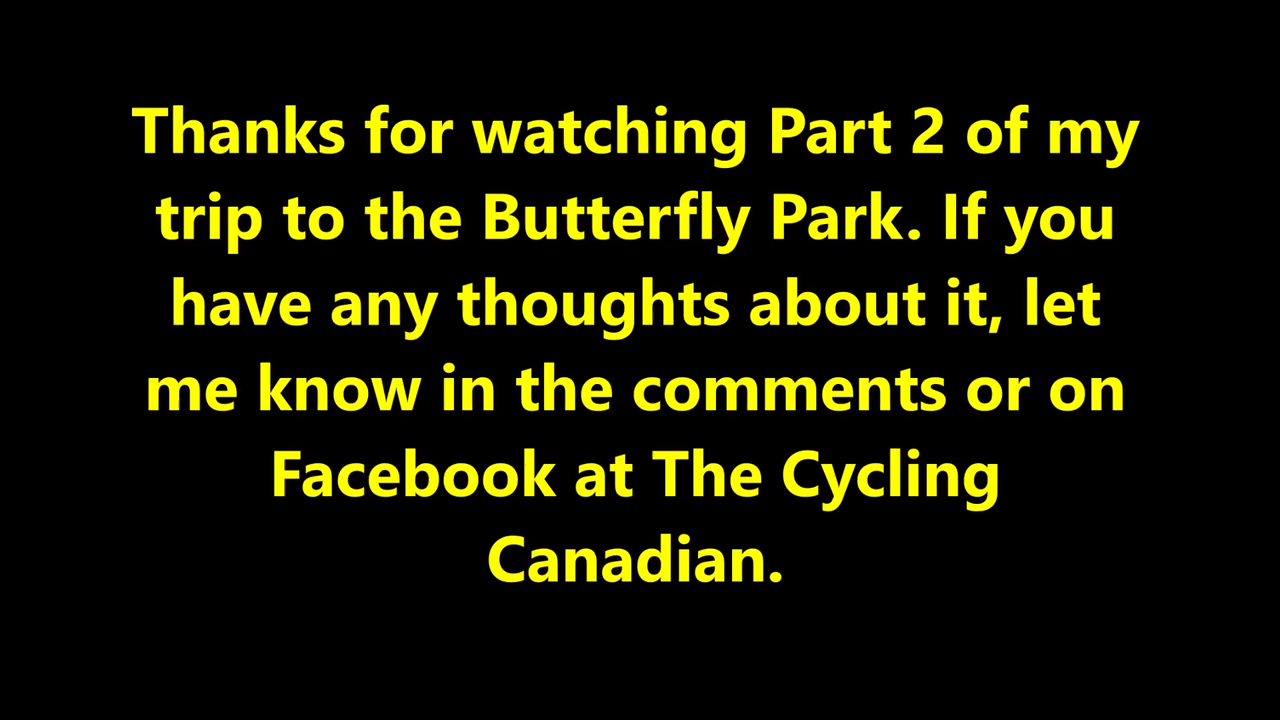 Thanks for watching Part 2 of my
trip to the Butterfly Park. If you
have any thoughts about it, let
me know in the comments or on
Facebook at The Cycling
Canadian.